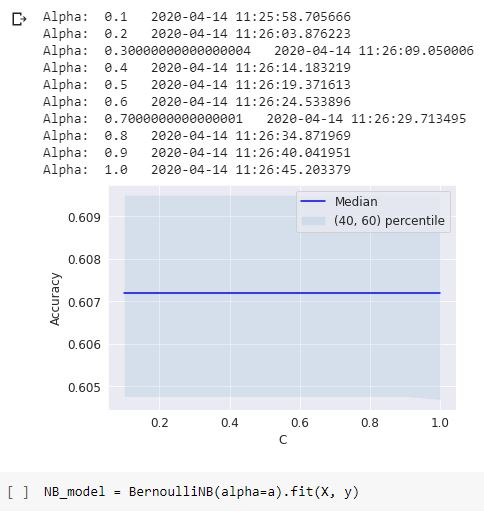 Alpha:  0.1   2020-04-14 11:25:58.705666
Alpha:  0.2   2020-04-14 11:26:03.876223
Alpha:  0.30000000000000004   2020-04-14 11:26:09.050006
Alpha:  0.4   2020-04-14 11:26:14.183219
Alpha:  0.5   2020-04-14 11:26:19.371613
Alpha:  0.6   2020-04-14 11:26:24.533896
Alpha:  0.7000000000000001   2020-04-14 11:26:29.713495
Alpha:  0.8   2020-04-14 11:26:34.871969
Alpha:  0.9   2020-04-14 11:26:40.041951
Alpha:  1.0   2020-04-14 11:26:45.203379
Median
(40, 60) percentile
0.609
0.608
0.607
0.606
0.605
Accuracy
0.2 0.4 0.6 0.8 1.0
C
[ ] NB_model = BernoulliNB(alpha=a).fit(X, y)